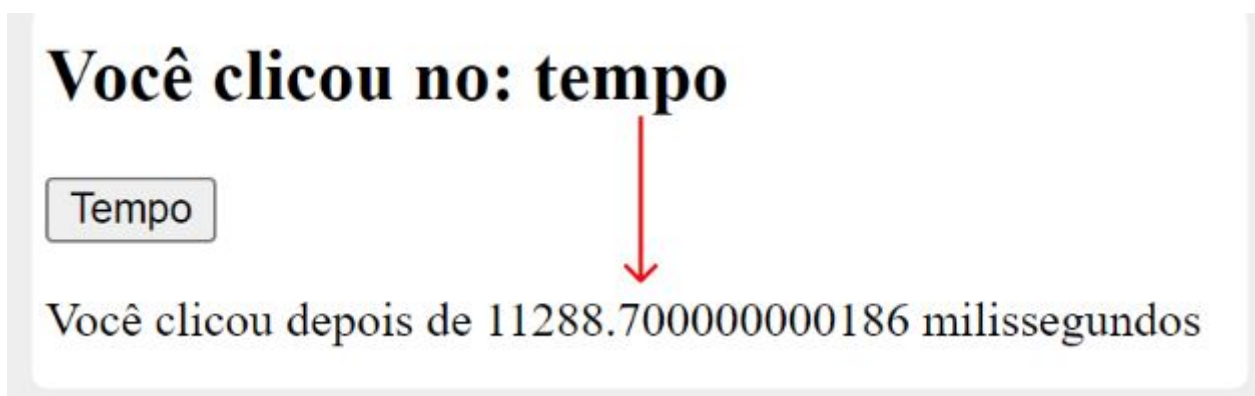 Você clicou no: tempo
Tempo
Você clicou depois de 11288.700000000186 milissegundos